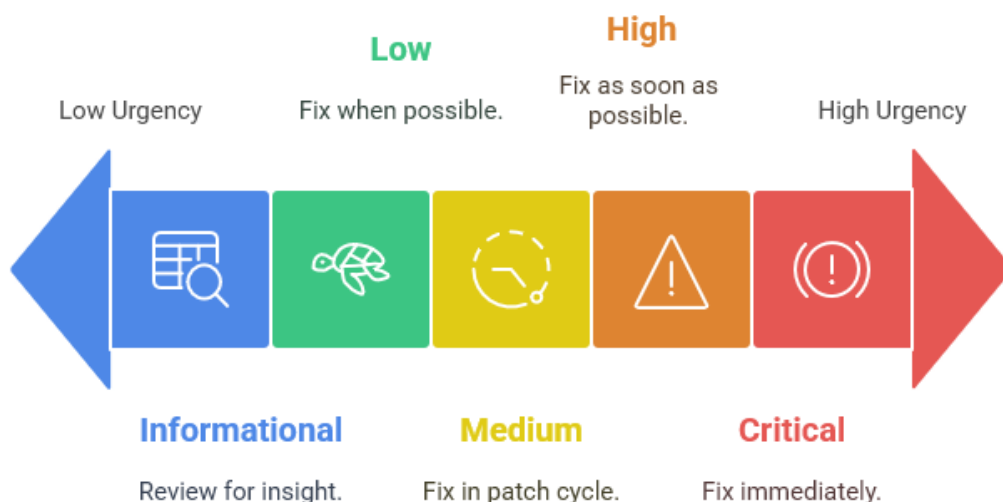 High
Low
Fix as soon as
possible.
Low Urgency
Fix when possible.
High Urgency
Informational
Medium
Critical
Review for insight.
Fix in patch cycle.
Fix immediately.